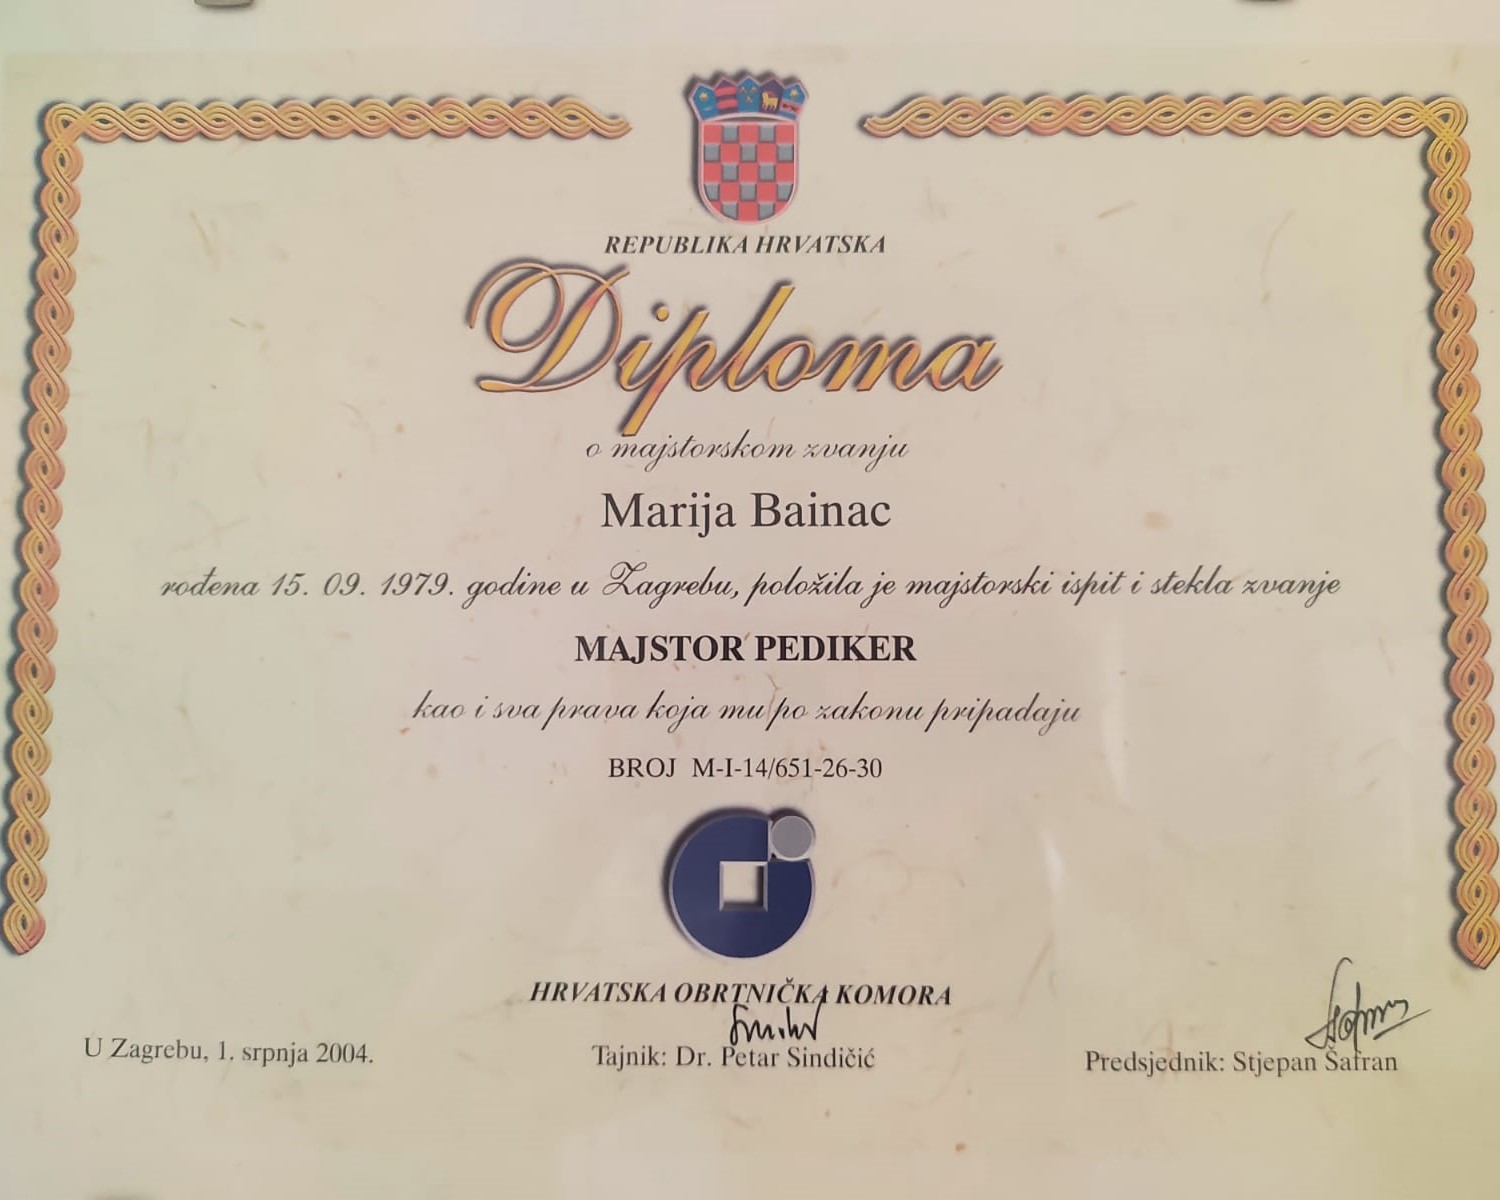 REPUBLIKA HRVATSKA
Diploma
o majstorskom zvanju
Marija Bainac
rođena 15. 09. 1979. godine u Zagrebu, položila je majstorski ispit i stekla zvanje
MAJSTOR PEDIKER
kao i sva prava koja mu po zakonu pripadaju
BROJ M-I-14/651-26-30
HRVATSKA OBRTNIČKA KOMORA
U Zagrebu, 1. srpnja 2004.
Tajnik: Dr. Petar Sindičić
Predsjednik: Stjepan Šafran